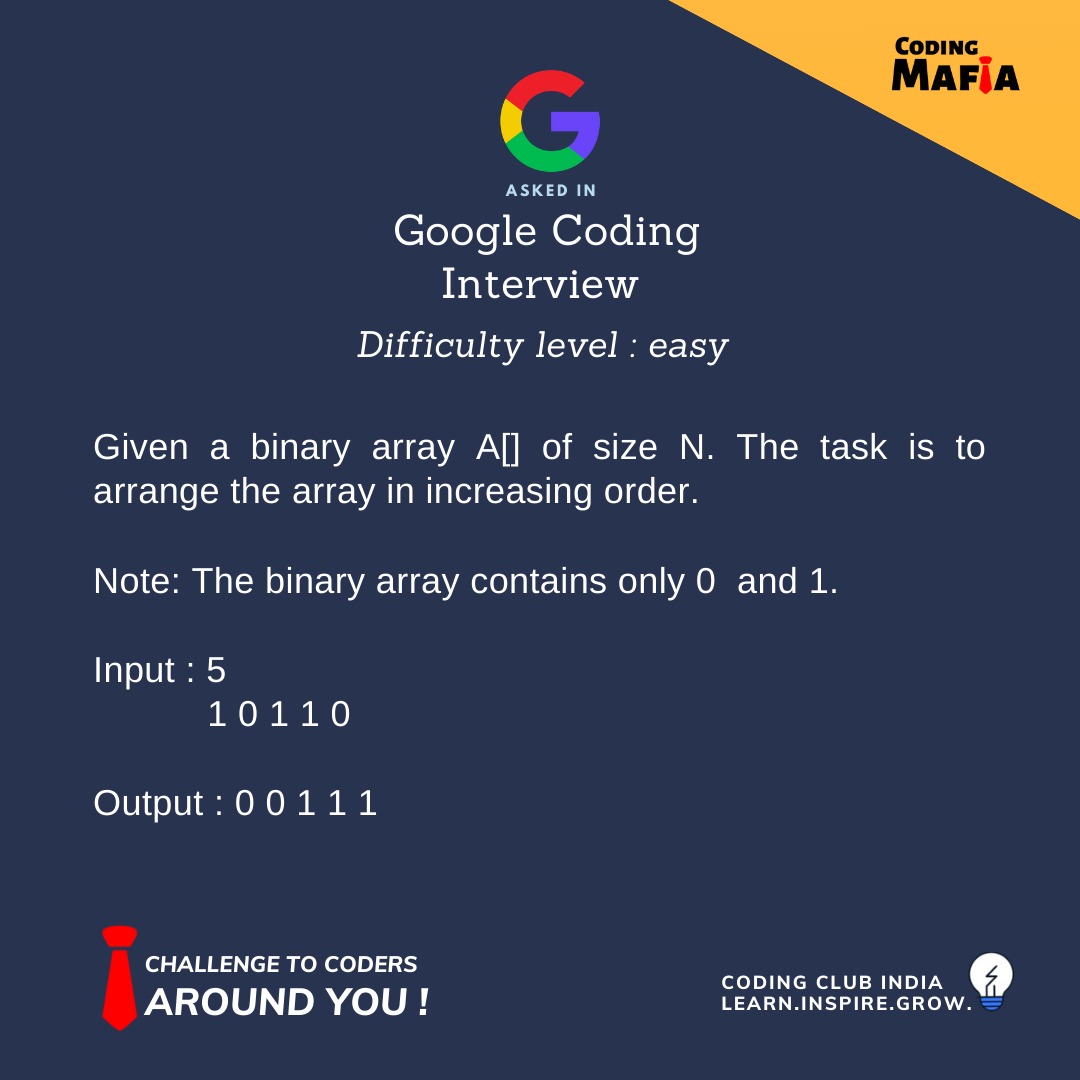 CODING
MAFIA
ASKED IN
Google Coding
Interview
Difficulty level : easy
Given a binary array A[] of size N. The task is to
arrange the array in increasing order.
Note: The binary array contains only 0 and 1.
Input : 5
1 0 1 1 0
Output : 0 0 1 1 1
CHALLENGE TO CODERS
AROUND YOU !
CODING CLUB INDIA
LEARN.INSPIRE.GROW.